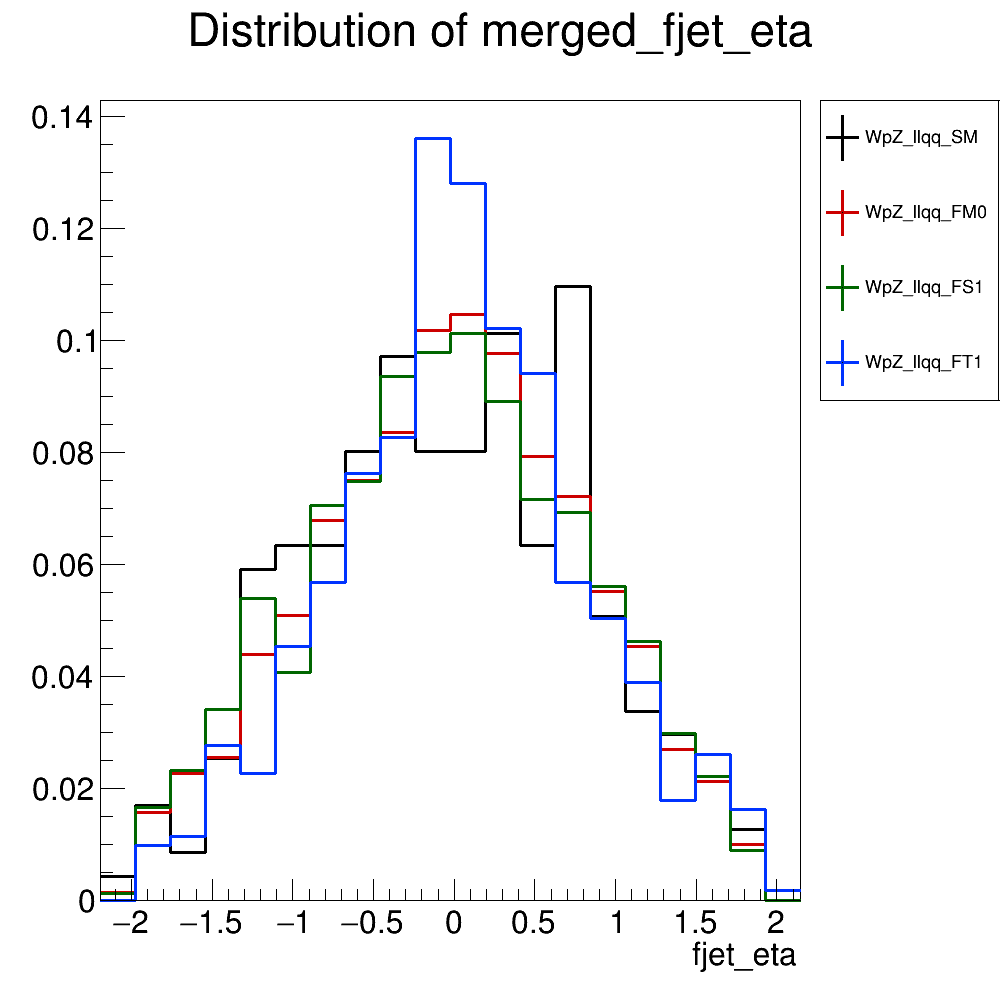 Distribution of merged_fjet_eta
0.14
0.12
0.1
0.08
0.06
0.04
0.02
0
−2 −1.5 −1 −0.5 0 0.5 1 1.5 2
fjet_eta
WpZ_llqq_SM
WpZ_llqq_FM0
WpZ_llqq_FS1
WpZ_llqq_FT1